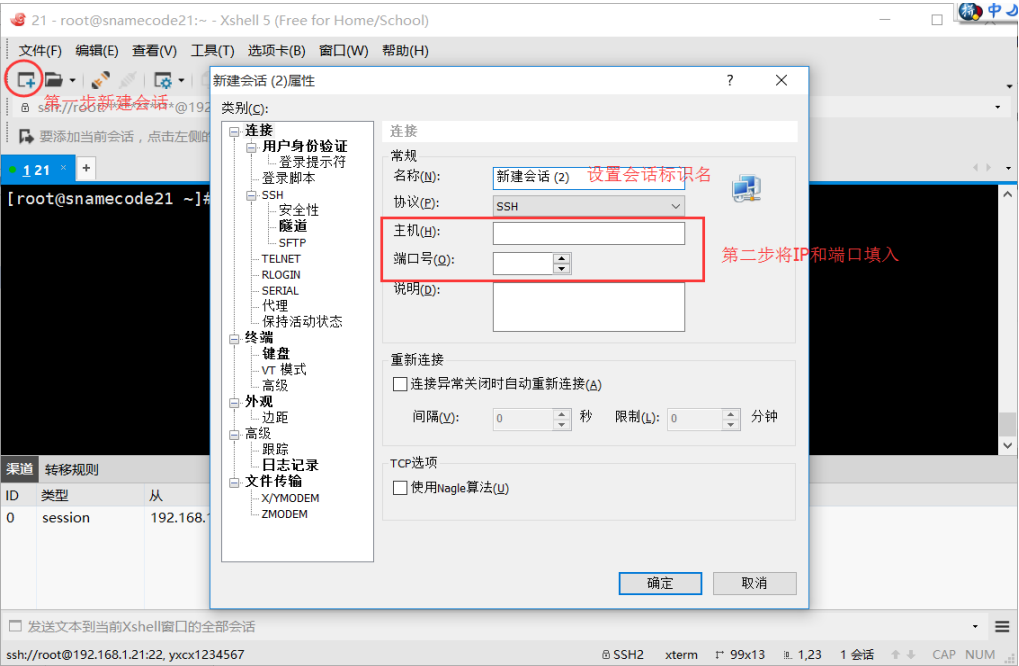 21 - root@snamecode21:~ - Xshell 5 (Free for Home/School)
中
文件(F) 编辑(E) 查看(V) 工具(T) 选项卡(B) 窗口(W) 帮助(H)
第一步新建会话
ssh://root
@192
要添加当前会话，点击左侧的
1 21 × +
[root@snamecode21 ~]#
新建会话 (2)属性 ?
类别(C):
连接
用户身份验证
登录提示符
登录脚本
SSH
安全性
隧道
SFTP
TELNET
RLOGIN
SERIAL
代理
保持活动状态
终端
键盘
VT 模式
高级
外观
边距
高级
跟踪
日志记录
文件传输
X/YMODEM
ZMODEM
连接
常规
名称(N): 新建会话 (2) 设置会话标识名
协议(P): SSH
主机(H):
端口号(O):
第二步将IP和端口填入
说明(D):
重新连接
连接异常关闭时自动重新连接(A)
间隔(V): 0 秒 限制(L): 0 分钟
TCP选项
使用Nagle算法(U)
确定 取消
渠道 转移规则
ID 类型 从
0 session 192.168.
发送文本到当前Xshell窗口的全部会话
ssh://root@192.168.1.21:22, yxcx1234567 SSH2 xterm 99x13 1,23 1 会话 CAP NUM